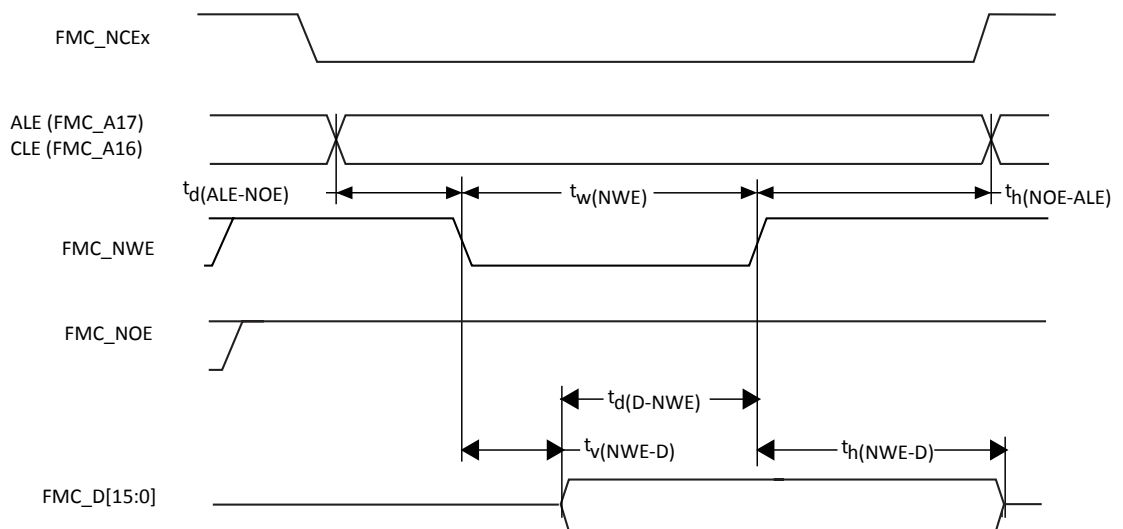 FMC_NCEx
ALE (FMC_A17)
CLE (FMC_A16)
td(ALE-NOE)
tw(NWE)
th(NOE-ALE)
FMC_NWE
FMC_NOE
td(D-NWE)
tv(NWE-D)
th(NWE-D)
FMC_D[15:0]